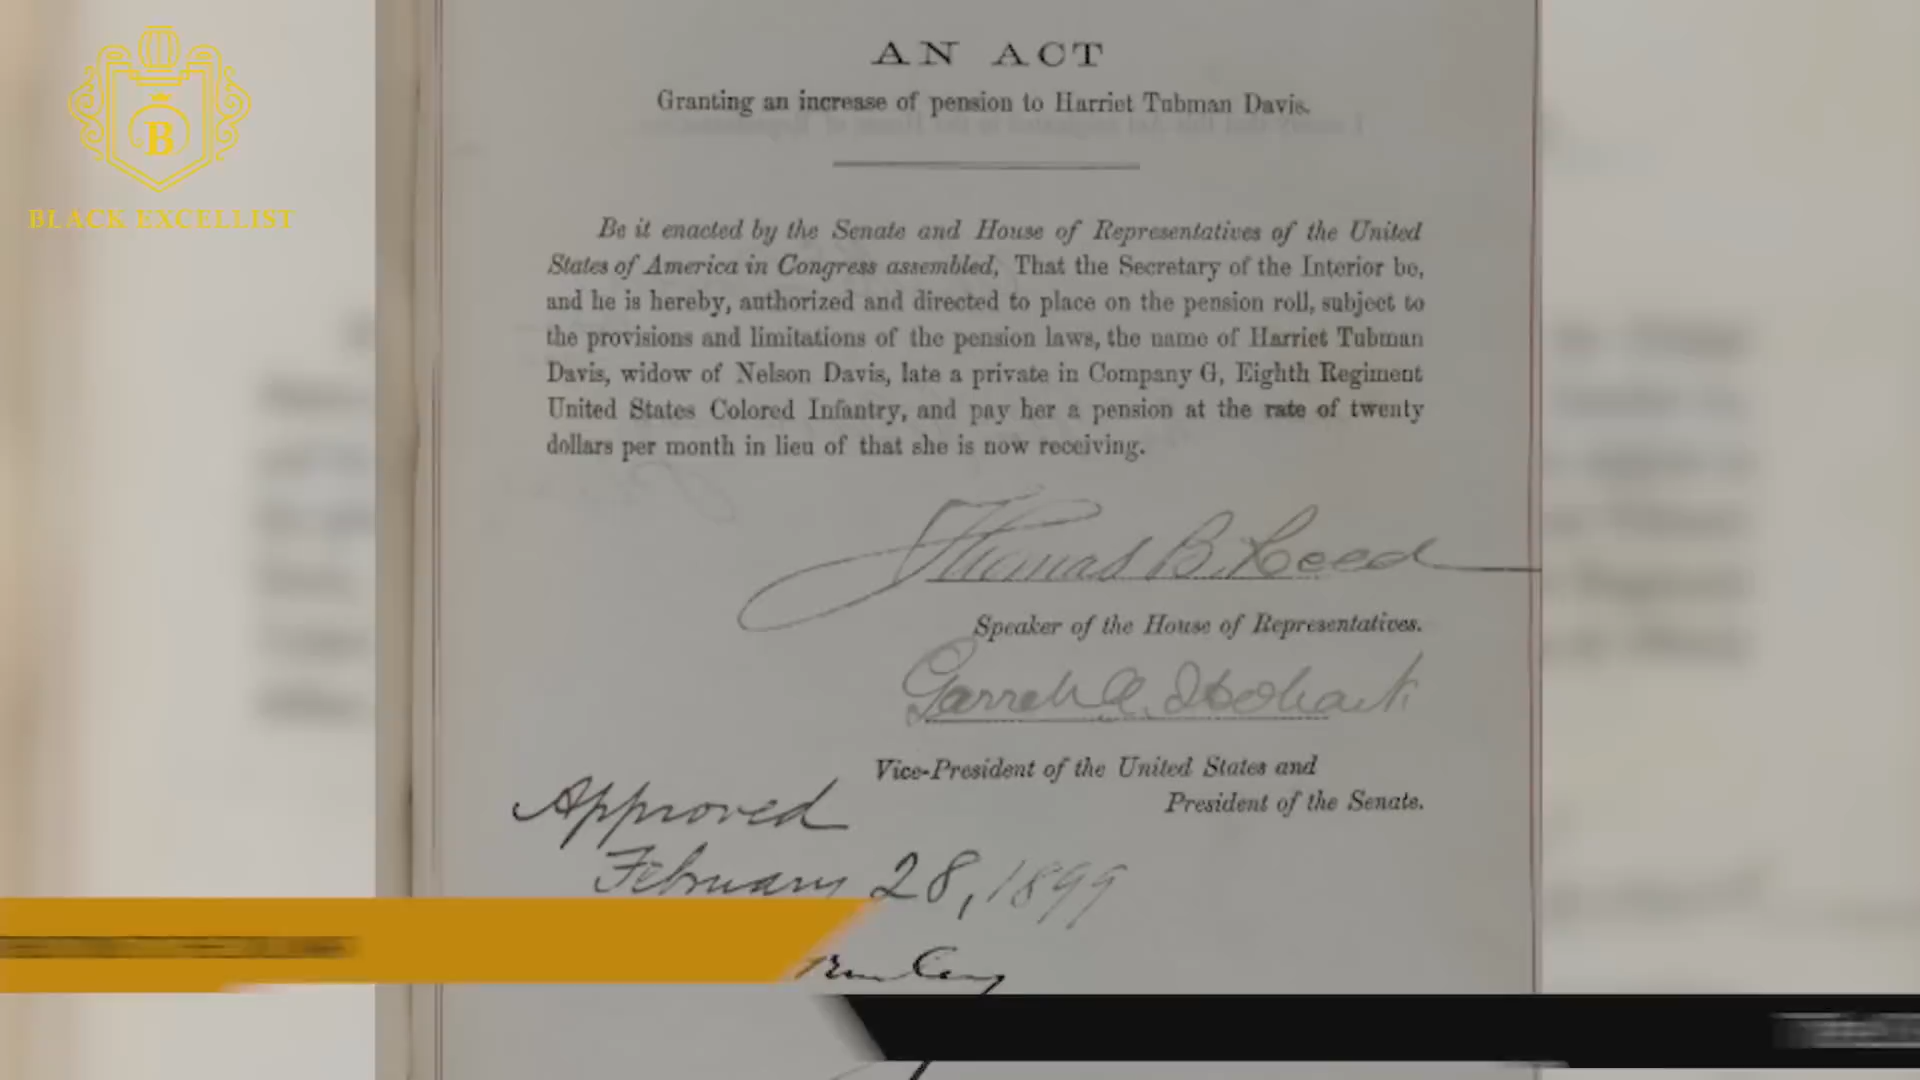 B
BLACK EXCELLIST
AN ACT
Granting an increase of pension to Harriet Tubman Davis.
Be it enacted by the Senate and House of Representatives of the United
States of America in Congress assembled, That the Secretary of the Interior be,
and he is hereby, authorized and directed to place on the pension roll, subject to
the provisions and limitations of the pension laws, the name of Harriet Tubman
Davis, widow of Nelson Davis, late a private in Company G, Eighth Regiment
United States Colored Infantry, and pay her a pension at the rate of twenty
dollars per month in lieu of that she is now receiving.
Thomas B. Reed
Speaker of the House of Representatives.
Garret A. Hobart
Vice-President of the United States and
President of the Senate.
Approved
February 28, 1899